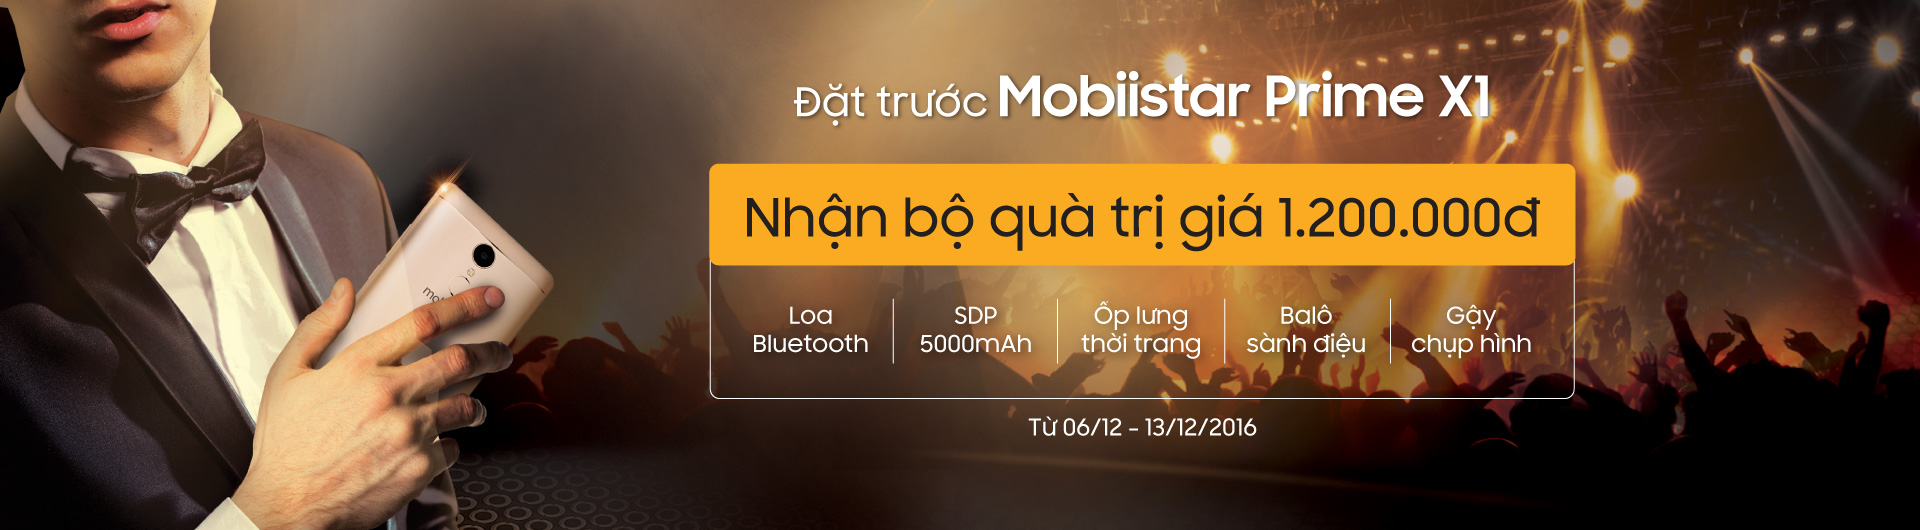 Đặt trước Mobiistar Prime X1
Nhận bộ quà trị giá 1.200.000đ
Loa
Bluetooth
SDP
5000mAh
Ốp lưng
thời trang
Balô
sành điệu
Gậy
chụp hình
Từ 06/12 - 13/12/2016